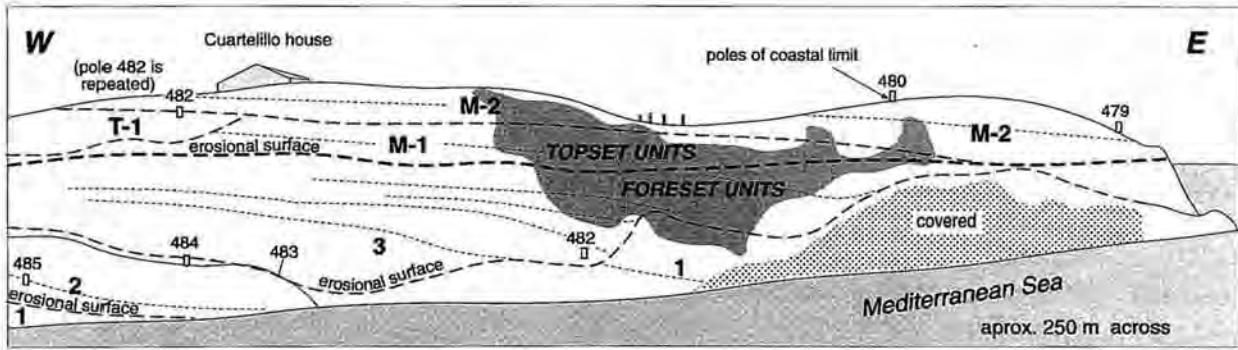 W
Cuartelillo house
E
(pole 482 is
repeated)
poles of coastal limit
480
482
479
M-2
T-1
M-1
M-2
erosional surface
TOPSET UNITS
FORESET UNITS
covered
484
483
3
482
485
2
erosional surface
1
erosional surface
1
Mediterranean Sea
aprox. 250 m across